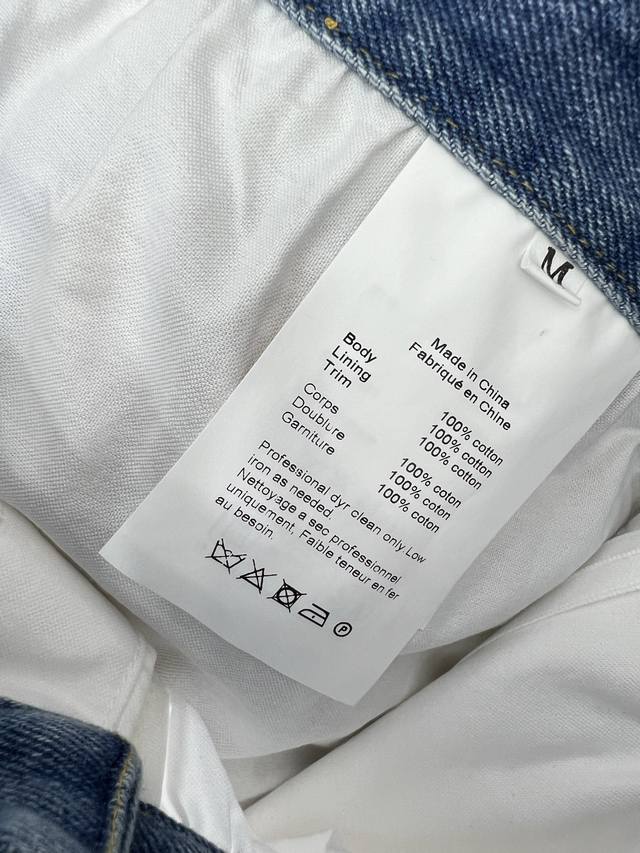 M
Made in China
Fabriqué en Chine
Body 100% cotton
Lining 100% cotton
Trim 100% cotton
Corps 100% coton
Doublure 100% coton
Garniture 100% coton
Professional dyr clean only.Low
iron as needed.
Nettoyage a sec professionnel
uniquement, Faible teneur en fer
au besoin.
P